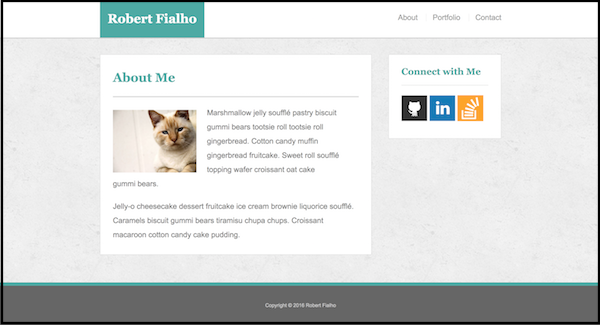 Robert Fialho
About Portfolio Contact
About Me
Marshmallow jelly soufflé pastry biscuit
gummi bears tootsie roll tootsie roll
gingerbread. Cotton candy muffin
gingerbread fruitcake. Sweet roll soufflé
topping wafer croissant oat cake
gummi bears.
Jelly-o cheesecake dessert fruitcake ice cream brownie liquorice soufflé.
Caramels biscuit gummi bears tiramisu chupa chups. Croissant
macaroon cotton candy cake pudding.
Connect with Me
in
Copyright © 2016 Robert Fialho